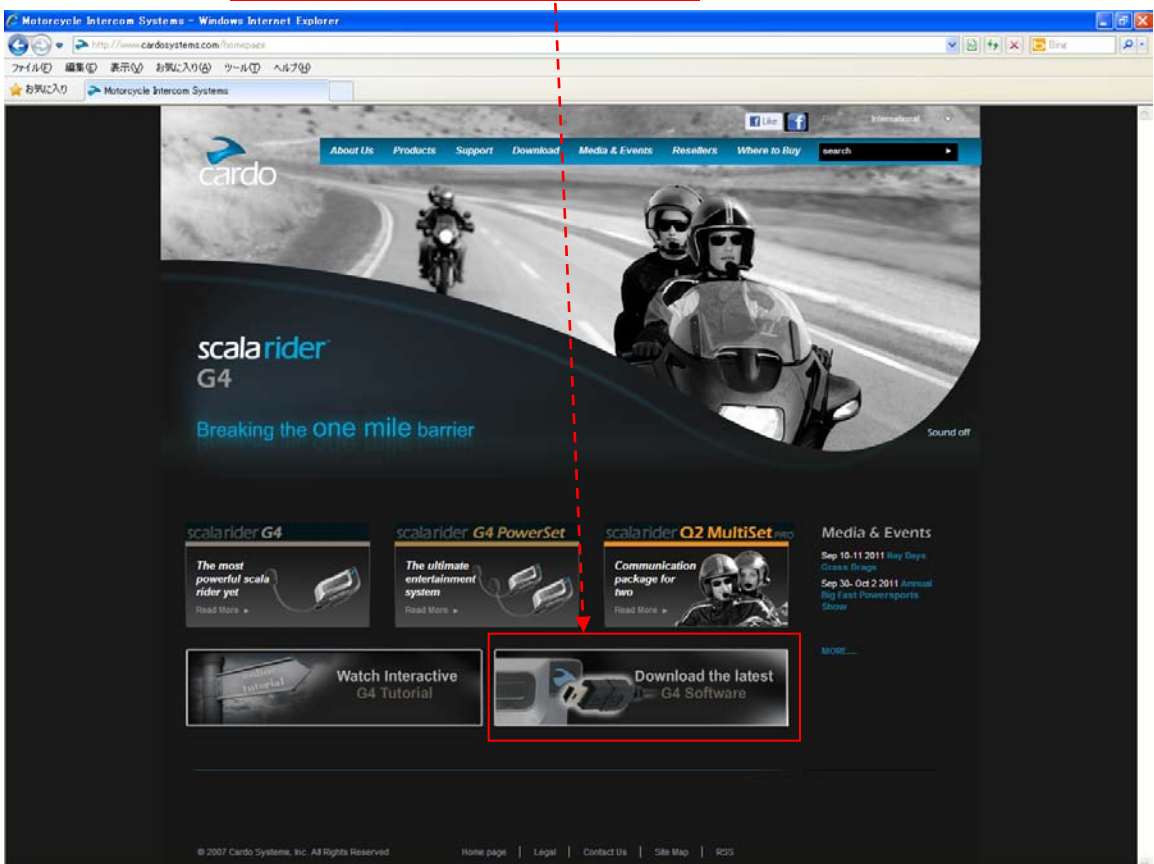 Motorcycle Intercom Systems - Windows Internet Explorer
http://www.cardosystems.com/homepage
Bing
ファイル(F) 編集(E) 表示(V) お気に入り(A) ツール(T) ヘルプ(H)
お気に入り Motorcycle Intercom Systems
Like
International
cardo
About Us Products Support Download Media & Events Resellers Where to Buy search
scala rider
G4
Breaking the one mile barrier
Sound off
scala rider G4
The most
powerful scala
rider yet
Read More
scala rider G4 PowerSet
The ultimate
entertainment
system
Read More
scala rider Q2 MultiSet PRO
Communication
package for
two
Read More
Media & Events
Sep 10-11 2011 Hay Days
Grass Drags
Sep 30- Oct 2 2011 Annual
Big East Powersports
Show
MORE....
online
tutorial
Watch Interactive
G4 Tutorial
Download the latest
G4 Software
© 2007 Cardo Systems, Inc. All Rights Reserved Home page | Legal | Contact Us | Site Map | RSS